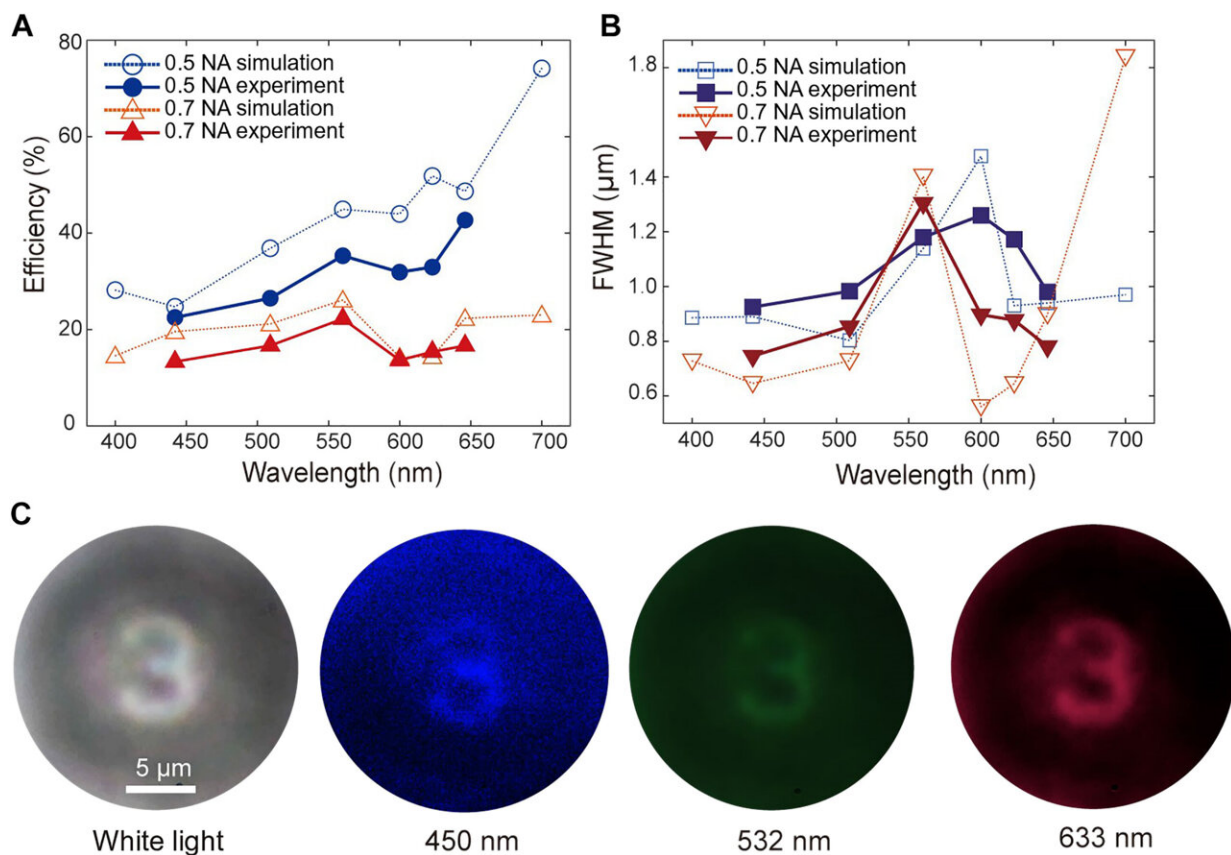 A
80
60
40
20
0
Efficiency (%)
0.5 NA simulation
0.5 NA experiment
0.7 NA simulation
0.7 NA experiment
400 450 500 550 600 650 700
Wavelength (nm)
B
1.8
1.4
1.2
1.0
0.8
0.6
FWHM (μm)
0.5 NA simulation
0.5 NA experiment
0.7 NA simulation
0.7 NA experiment
400 450 500 550 600 650 700
Wavelength (nm)
C
3 3 3 3
5 μm
White light 450 nm 532 nm 633 nm